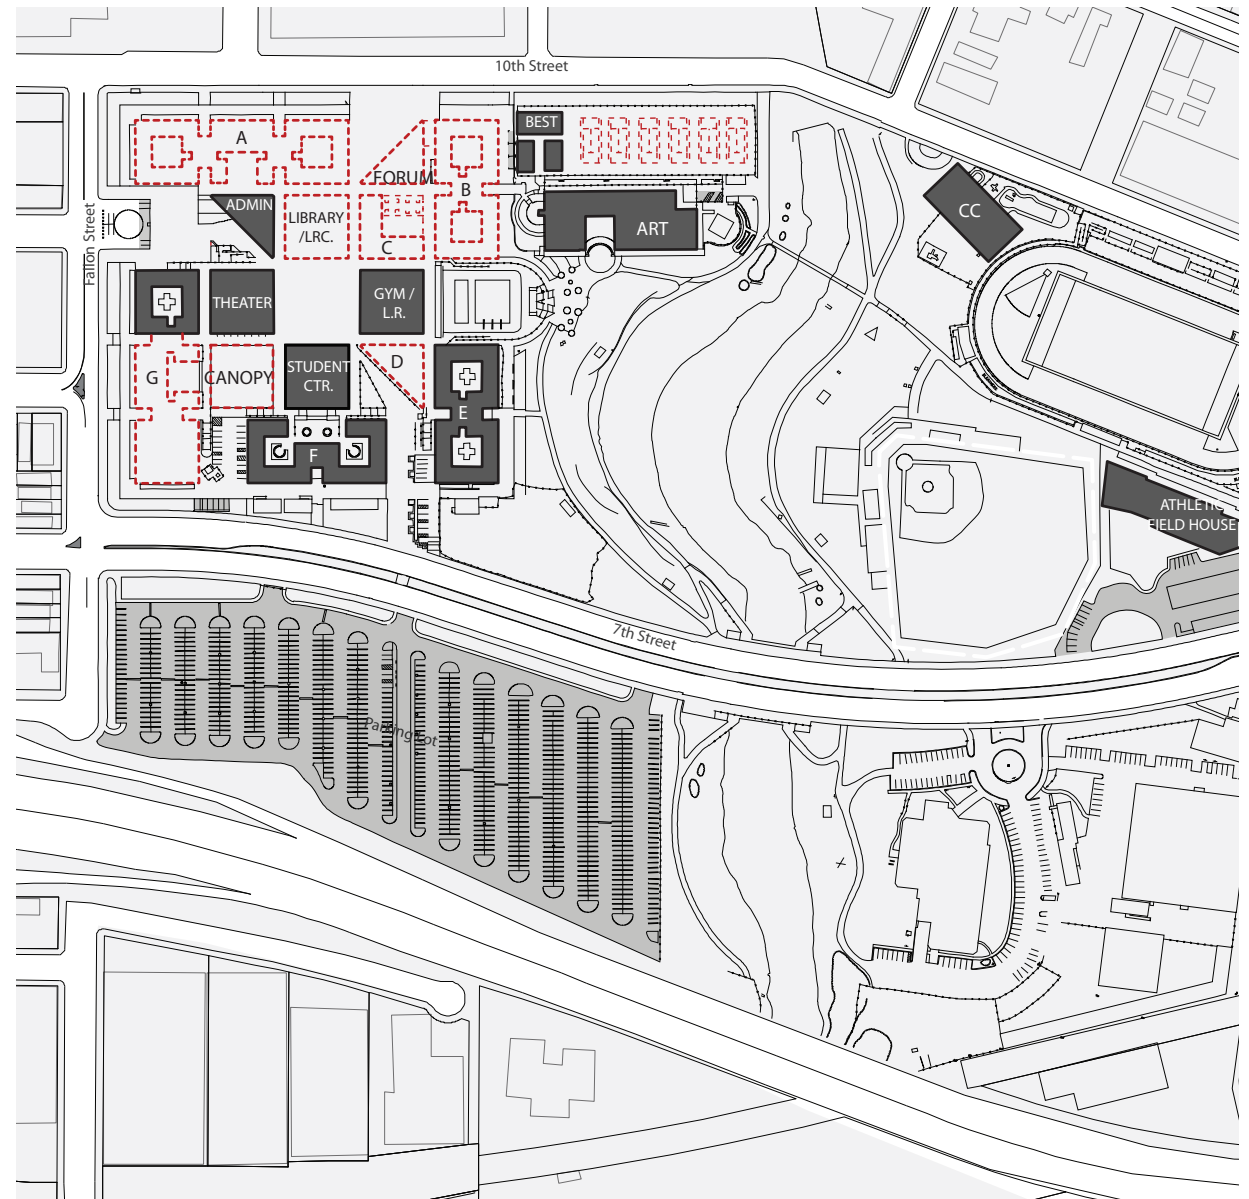 10th Street
BEST
A
FORUM
B
ADMIN
LIBRARY
/LRC.
C
ART
CC
Fallon Street
THEATER
GYM /
L.R.
G
CANOPY
STUDENT
CTR.
D
E
F
ATHLETIC
FIELD HOUSE
7th Street
Parking Lot